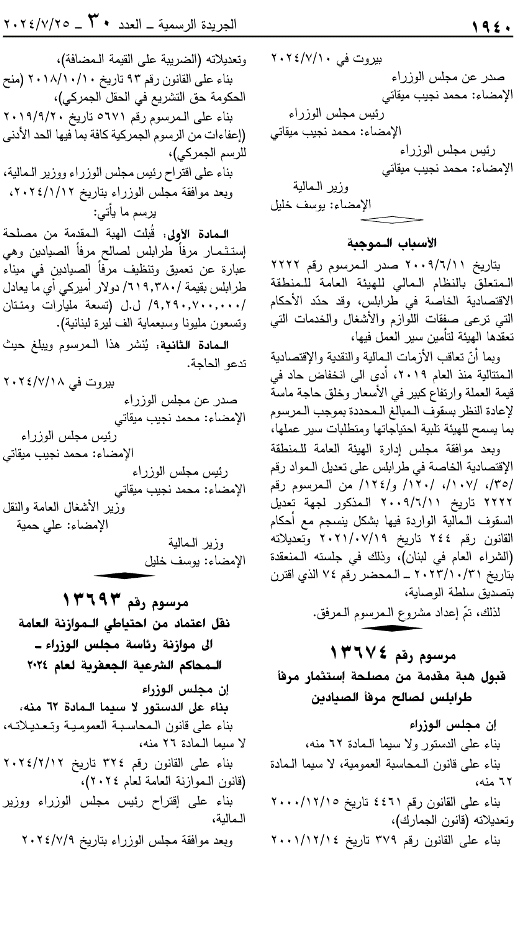 ١٩٤٠
الجريدة الرسمية ـ العدد ٣٠ ـ ٢٠٢٤/٧/٢٥
بيروت في ٢٠٢٤/٧/١٠
صدر عن مجلس الوزراء
الإمضاء: محمد نجيب ميقاتي
رئيس مجلس الوزراء
الإمضاء: محمد نجيب ميقاتي
رئيس مجلس الوزراء
الإمضاء: محمد نجيب ميقاتي
وزير المالية
الإمضاء: يوسف خليل
الأسباب الموجبة
بتاريخ ٢٠٠٩/٦/١١ صدر المرسوم رقم ٢٢٢٢
المتعلق بالنظام المالي للهيئة العامة للمنطقة
الاقتصادية الخاصة في طرابلس، وقد حدّد الأحكام
التي ترعى صفقات اللوازم والأشغال والخدمات التي
تعقدها الهيئة لتأمين سير العمل فيها،
وبما أنّ تعاقب الأزمات المالية والنقدية والإقتصادية
المتتالية منذ العام ٢٠١٩، أدى الى انخفاض حاد في
قيمة العملة وارتفاع كبير في الأسعار وخلق حاجة ماسة
لإعادة النظر بسقوف المبالغ المحددة بموجب المرسوم
بما يسمح للهيئة تلبية احتياجاتها ومتطلبات سير عملها،
وبعد موافقة مجلس إدارة الهيئة العامة للمنطقة
الإقتصادية الخاصة في طرابلس على تعديل المواد رقم
/٣٥/، /١٠٧/، /١٢٠/ و/١٢٤/ من المرسوم رقم
٢٢٢٢ تاريخ ٢٠٠٩/٦/١١ المذكور لجهة تعديل
السقوف المالية الواردة فيها بشكل ينسجم مع أحكام
القانون رقم ٢٤٤ تاريخ ٢٠٢١/٠٧/١٩ وتعديلاته
(الشراء العام في لبنان)، وذلك في جلسته المنعقدة
بتاريخ ٢٠٢٣/١٠/٣١ ـ المحضر رقم ٧٤ الذي اقترن
بتصديق سلطة الوصاية،
لذلك، تمّ إعداد مشروع المرسوم المرفق.
مرسوم رقم ١٣٦٧٤
قبول هبة مقدمة من مصلحة إستثمار مرفأ
طرابلس لصالح مرفأ الصيادين
إن مجلس الوزراء
بناء على الدستور ولا سيما المادة ٦٢ منه،
بناء على قانون المحاسبة العمومية، لا سيما المادة
٦٢ منه،
بناء على القانون رقم ٤٤٦١ تاريخ ٢٠٠٠/١٢/١٥
وتعديلاته (قانون الجمارك)،
بناء على القانون رقم ٣٧٩ تاريخ ٢٠٠١/١٢/١٤
وتعديلاته (الضريبة على القيمة المضافة)،
بناء على القانون رقم ٩٣ تاريخ ٢٠١٨/١٠/١٠ (منح
الحكومة حق التشريع في الحقل الجمركي)،
بناء على المرسوم رقم ٥٦٧١ تاريخ ٢٠١٩/٩/٢٠
(إعفاءات من الرسوم الجمركية كافة بما فيها الحد الأدنى
للرسم الجمركي)،
بناء على اقتراح رئيس مجلس الوزراء ووزير المالية،
وبعد موافقة مجلس الوزراء بتاريخ ٢٠٢٤/١/١٢،
يرسم ما يأتي:
المادة الأولى: قُبلت الهبة المقدمة من مصلحة
إستثمار مرفأ طرابلس لصالح مرفأ الصيادين وهي
عبارة عن تعميق وتنظيف مرفأ الصيادين في ميناء
طرابلس بقيمة /٦١٩,٣٨٠/ دولار أميركي أي ما يعادل
/٩,٢٩٠,٧٠٠,٠٠٠/ ل.ل (تسعة مليارات ومئتان
وتسعون مليونا وسبعماية الف ليرة لبنانية).
المادة الثانية: يُنشر هذا المرسوم ويبلغ حيث
تدعو الحاجة.
بيروت في ٢٠٢٤/٧/١٨
صدر عن مجلس الوزراء
الإمضاء: محمد نجيب ميقاتي
رئيس مجلس الوزراء
الإمضاء: محمد نجيب ميقاتي
رئيس مجلس الوزراء
الإمضاء: محمد نجيب ميقاتي
وزير الأشغال العامة والنقل
الإمضاء: علي حمية
وزير المالية
الإمضاء: يوسف خليل
مرسوم رقم ١٣٦٩٣
نقل اعتماد من احتياطي الموازنة العامة
الى موازنة رئاسة مجلس الوزراء ـ
المحاكم الشرعية الجعفرية لعام ٢٠٢٤
إن مجلس الوزراء
بناء على الدستور لا سيما المادة ٦٢ منه،
بناء على قانون المحاسبة العمومية وتعديلاته،
لا سيما المادة ٢٦ منه،
بناء على القانون رقم ٣٢٤ تاريخ ٢٠٢٤/٢/١٢
(قانون الموازنة العامة لعام ٢٠٢٤)،
بناء على إقتراح رئيس مجلس الوزراء ووزير
المالية،
وبعد موافقة مجلس الوزراء بتاريخ ٢٠٢٤/٧/٩